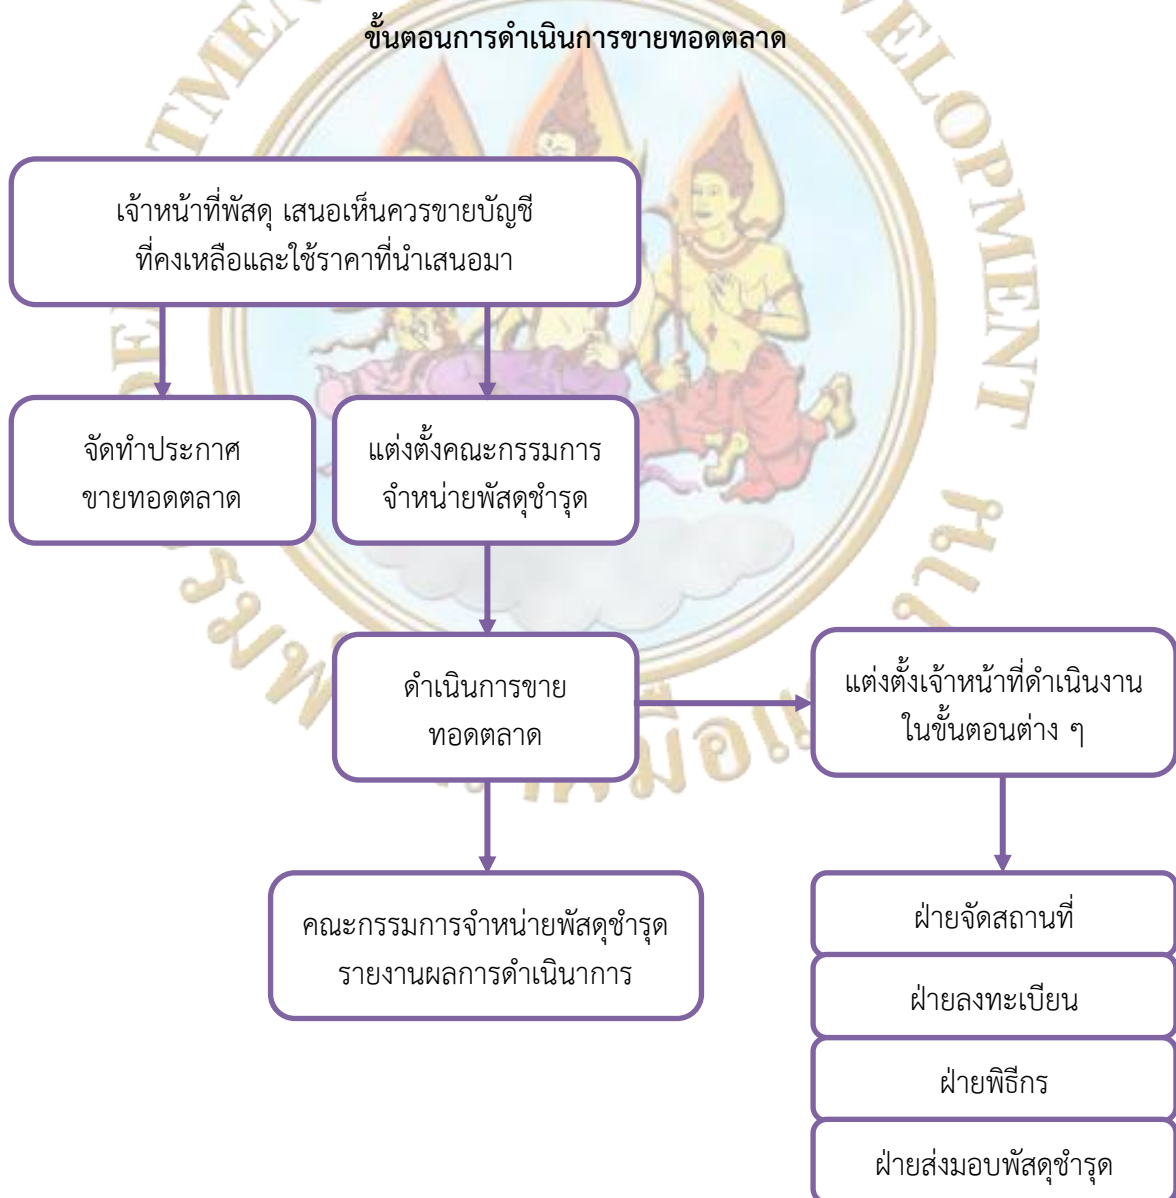 ขั้นตอนการดำเนินการขายทอดตลาด
เจ้าหน้าที่พัสดุ เสนอเห็นควรขายบัญชี
ที่คงเหลือและใช้ราคาที่นำเสนอมา
จัดทำประกาศ
ขายทอดตลาด
แต่งตั้งคณะกรรมการ
จำหน่ายพัสดุชำรุด
ดำเนินการขาย
ทอดตลาด
แต่งตั้งเจ้าหน้าที่ดำเนินงาน
ในขั้นตอนต่าง ๆ
คณะกรรมการจำหน่ายพัสดุชำรุด
รายงานผลการดำเนินาการ
ฝ่ายจัดสถานที่
ฝ่ายลงทะเบียน
ฝ่ายพิธีกร
ฝ่ายส่งมอบพัสดุชำรุด